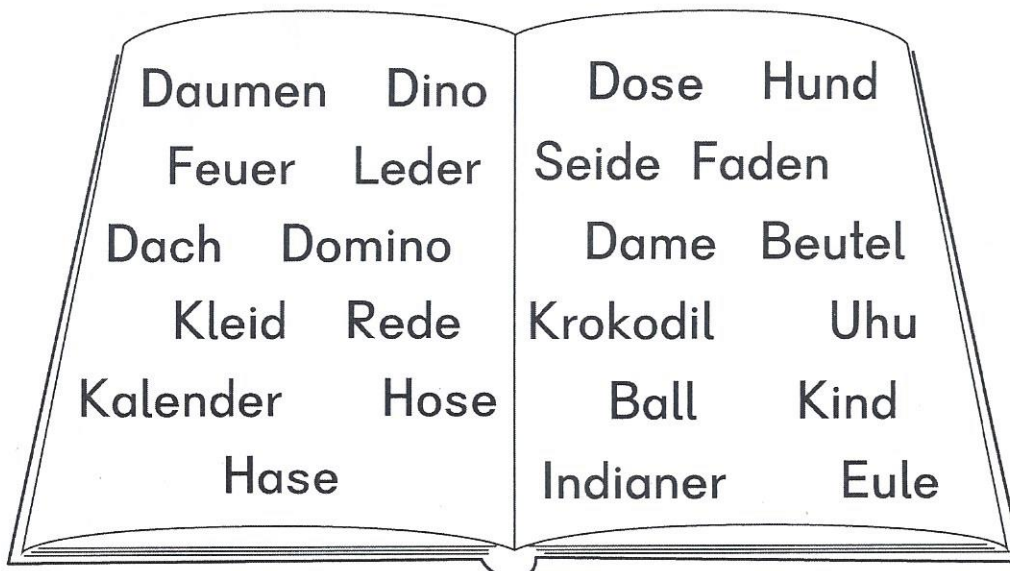 Daumen Dino
Feuer Leder
Dach Domino
Kleid Rede
Kalender Hose
Hase
Dose Hund
Seide Faden
Dame Beutel
Krokodil Uhu
Ball Kind
Indianer Eule